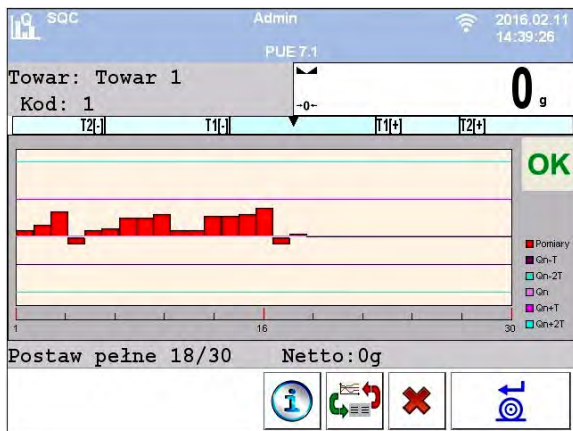 SQC Admin 2016.02.11
14:39:26
PUE 7.1
Towar: Towar 1
Kod: 1
→0← 0 g
T2[-] T1[-] T1[+] T2[+]
OK
Pomiary
Qn-T
Qn-2T
Qn
Qn+T
Qn+2T
1 16 30
Postaw pełne 18/30 Netto:0g